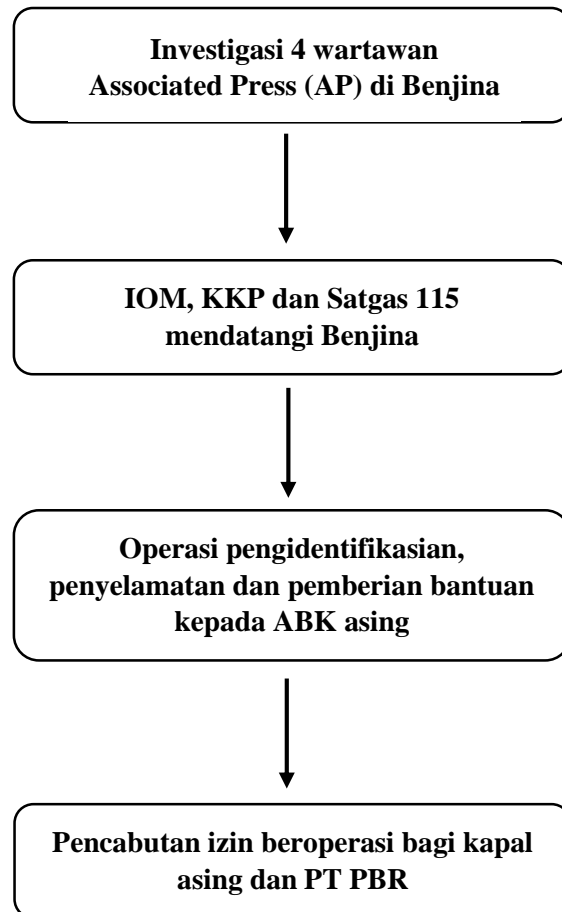 Investigasi 4 wartawan
Associated Press (AP) di Benjina
IOM, KKP dan Satgas 115
mendatangi Benjina
Operasi pengidentifikasian,
penyelamatan dan pemberian bantuan
kepada ABK asing
Pencabutan izin beroperasi bagi kapal
asing dan PT PBR